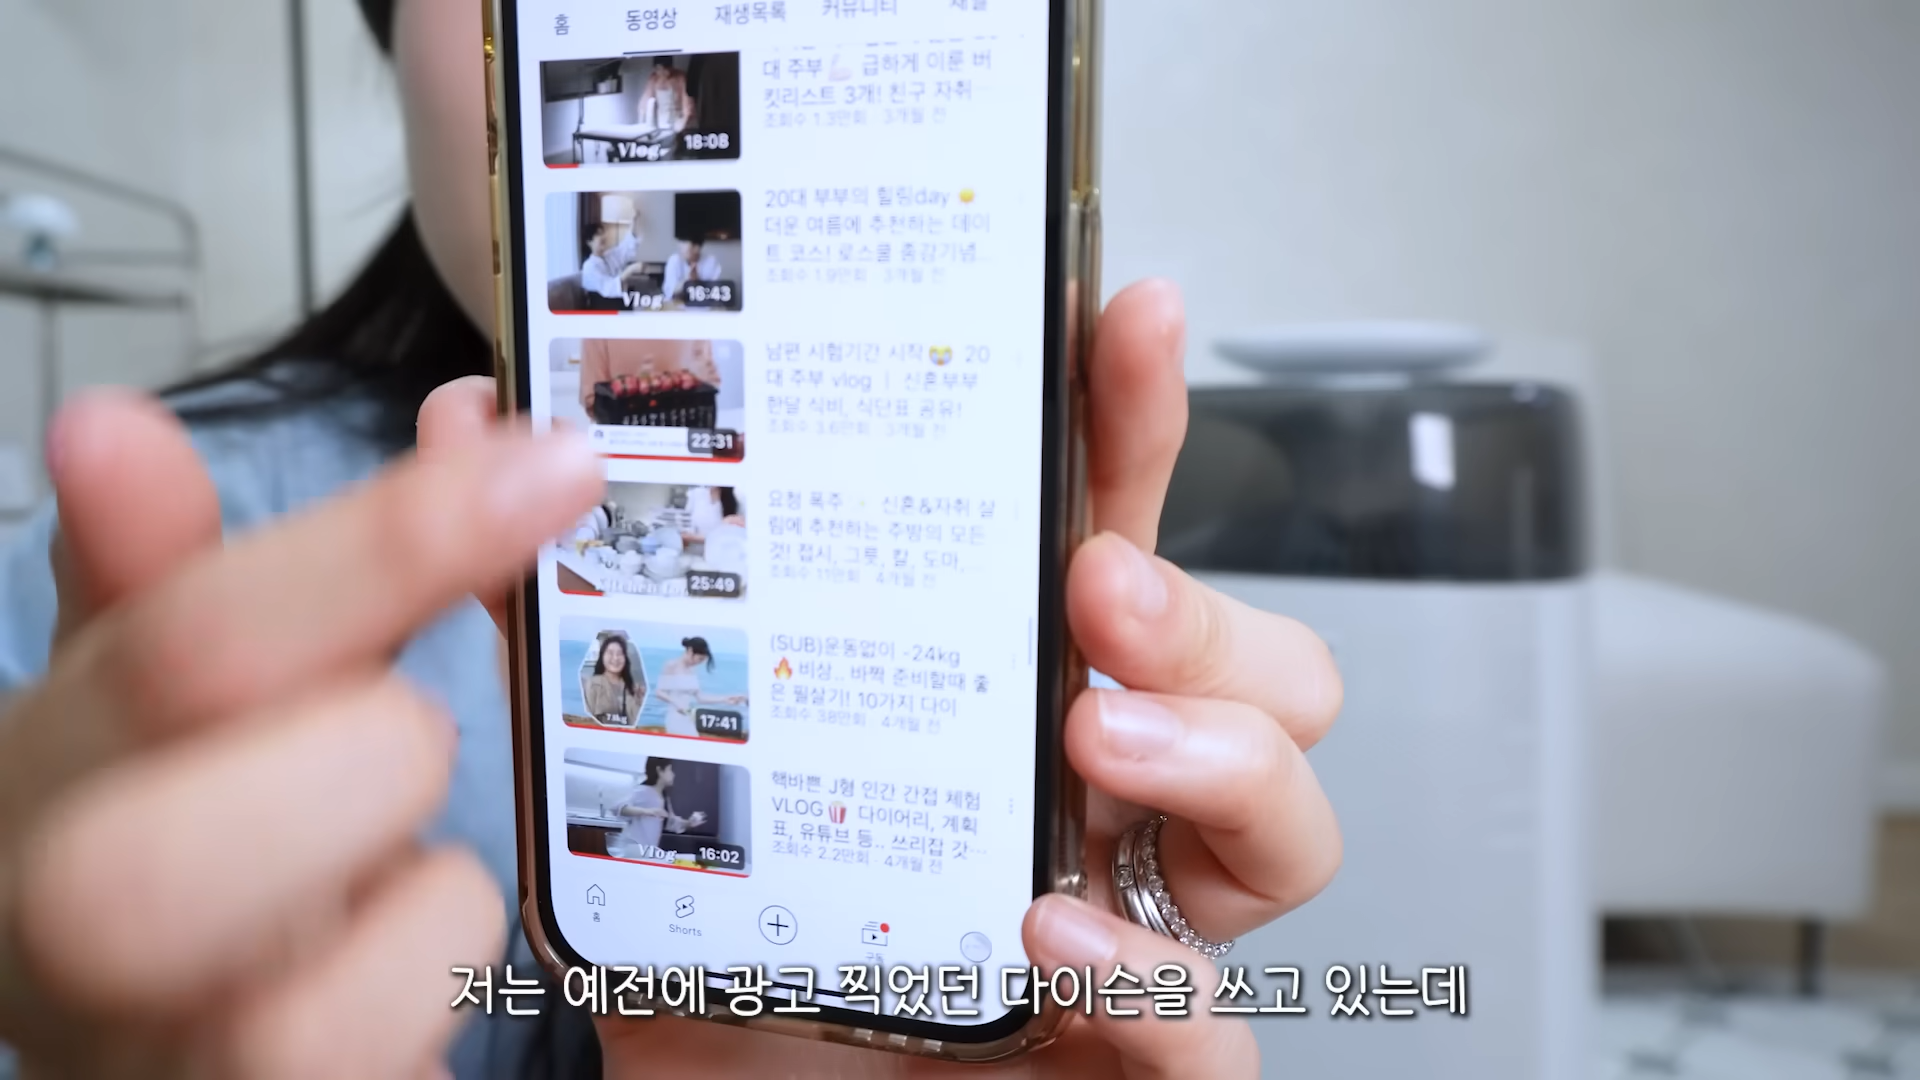 홈 동영상 재생목록 커뮤니티 채널
대 주부💪 급하게 이룬 버
킷리스트 3개! 친구 자취…
조회수 1.3만회 · 3개월 전
Vlog 18:08
20대 부부의 힐링day
더운 여름에 추천하는 데이
트 코스! 로스쿨 종강기념…
조회수 1.9만회 · 3개월 전
Vlog 16:43
남편 시험기간 시작😭 20
대 주부 vlog ㅣ 신혼부부
한달 식비, 식단표 공유!
조회수 3.6만회 · 3개월 전
22:31
요청 폭주✨ 신혼&자취 살
림에 추천하는 주방의 모든
것! 접시, 그릇, 칼, 도마,…
조회수 11만회 · 4개월 전
25:49
(SUB)운동없이 -24kg
🔥비상.. 바짝 준비할때 좋
은 필살기! 10가지 다이
조회수 38만회 · 4개월 전
73kg 17:41
핵바쁜 J형 인간 간접 체험
VLOG🍿 다이어리, 계획
표, 유튜브 등.. 쓰리잡 갓…
조회수 2.2만회 · 4개월 전
Vlog 16:02
홈 Shorts 구독
저는 예전에 광고 찍었던 다이슨을 쓰고 있는데